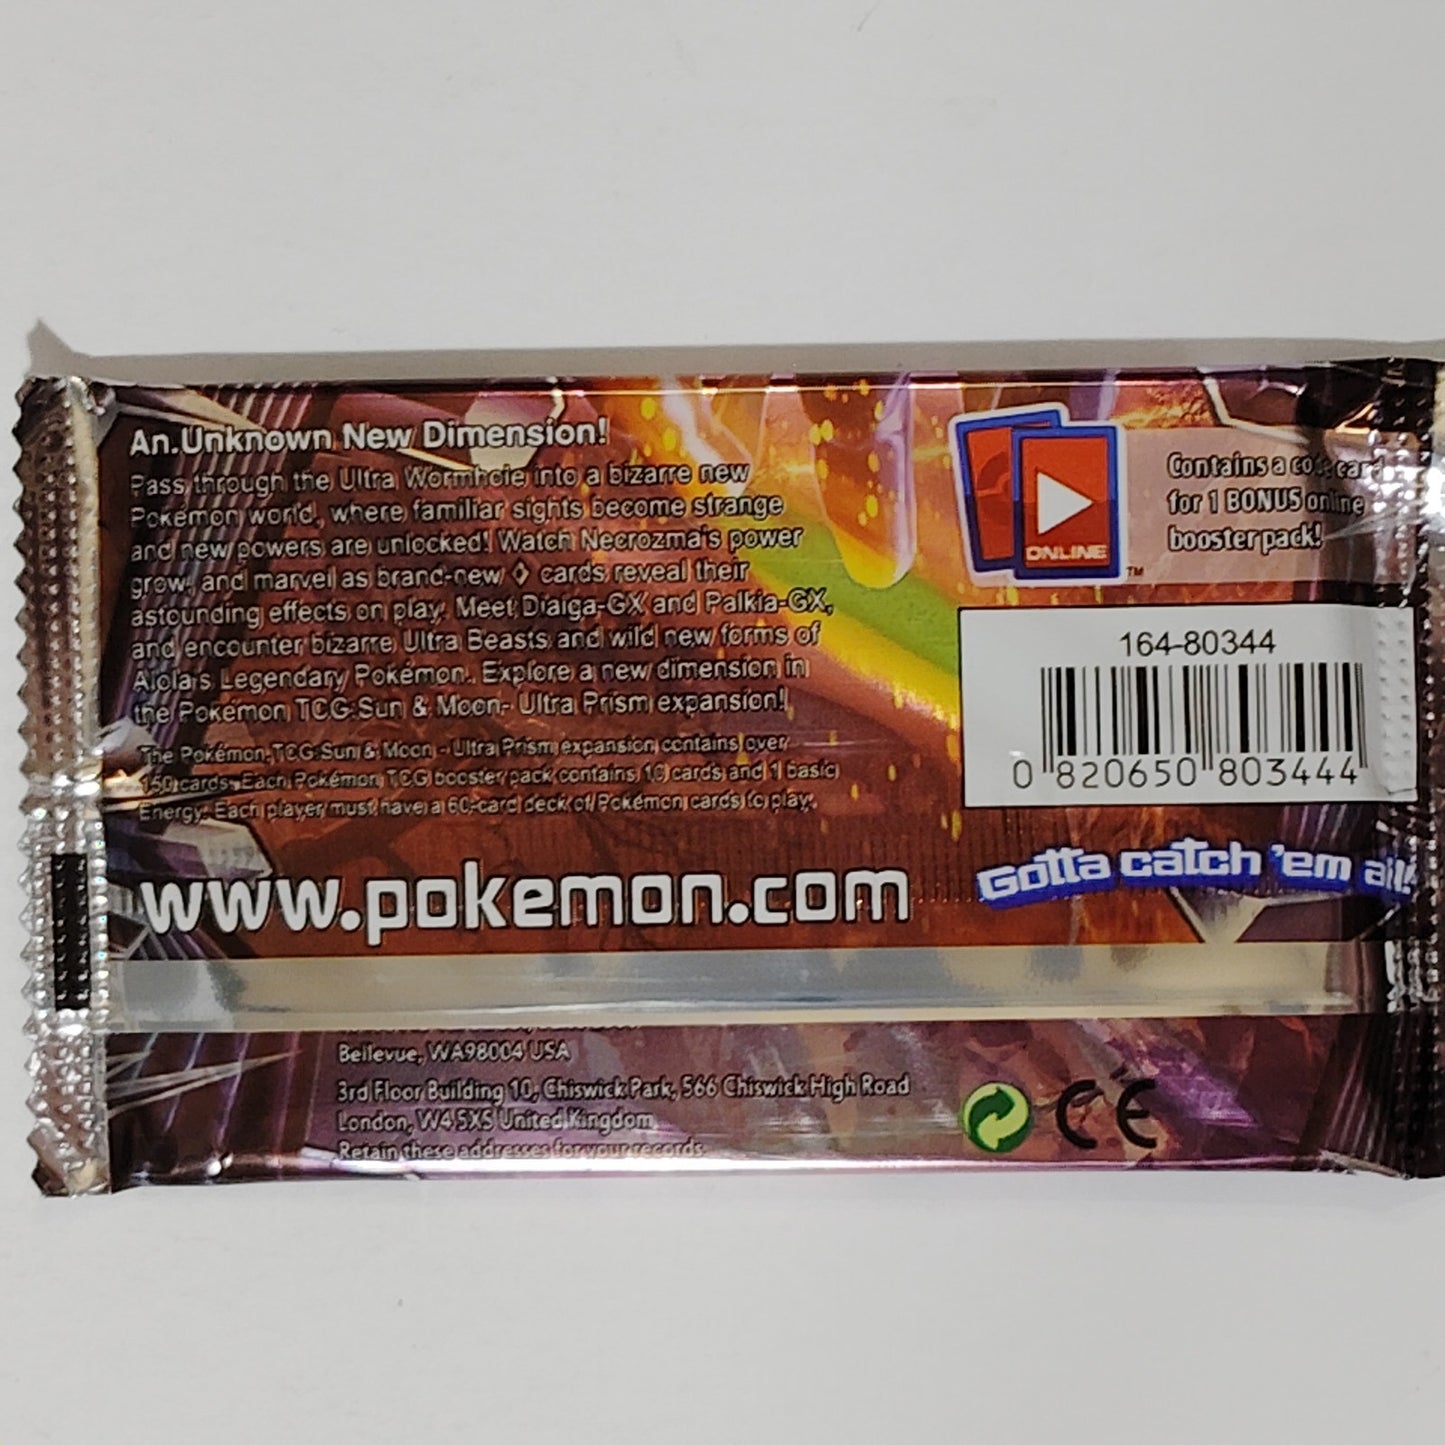 An.Unknown New Dimension!
Pass through the Ultra Wormhole into a bizarre new
Pokémon world, where familiar sights become strange
and new powers are unlocked! Watch Necrozma's power
grow, and marvel as brand-new ◊ cards reveal their
astounding effects on play. Meet Dialga-GX and Palkia-GX,
and encounter bizarre Ultra Beasts and wild new forms of
Alola's Legendary Pokémon. Explore a new dimension in
the Pokémon TCG: Sun & Moon- Ultra Prism expansion!
The Pokémon TCG: Sun & Moon - Ultra Prism expansion contains over
150 cards. Each Pokémon TCG booster pack contains 10 cards and 1 basic
Energy. Each player must have a 60-card deck of Pokémon cards to play.
www.pokemon.com
ONLINE
TM
Contains a code card
for 1 BONUS online
booster pack!
164-80344
0 820650 803444
Gotta catch 'em all!
Bellevue, WA98004 USA
3rd Floor Building 10, Chiswick Park, 566 Chiswick High Road
London, W4 5XS United Kingdom
Retain these addresses for your records.
CE